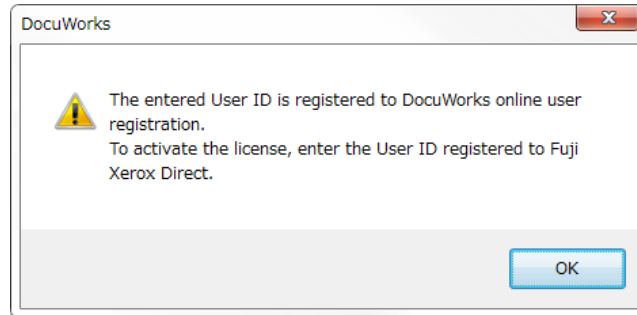 DocuWorks
The entered User ID is registered to DocuWorks online user
registration.
To activate the license, enter the User ID registered to Fuji
Xerox Direct.
OK